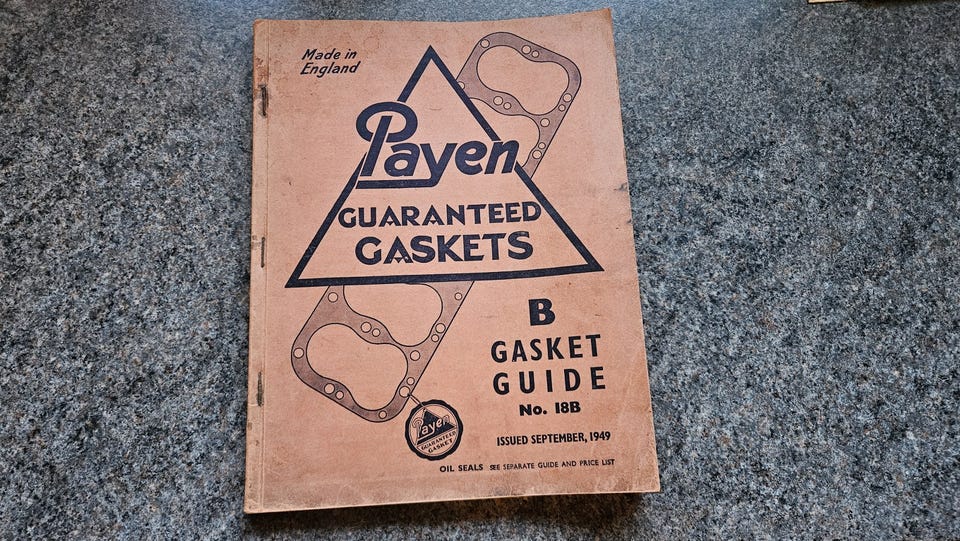 Made in
England
Payen
GUARANTEED
GASKETS
B
GASKET
GUIDE
No. 18B
Payen
GUARANTEED
GASKET
ISSUED SEPTEMBER, 1949
OIL SEALS SEE SEPARATE GUIDE AND PRICE LIST